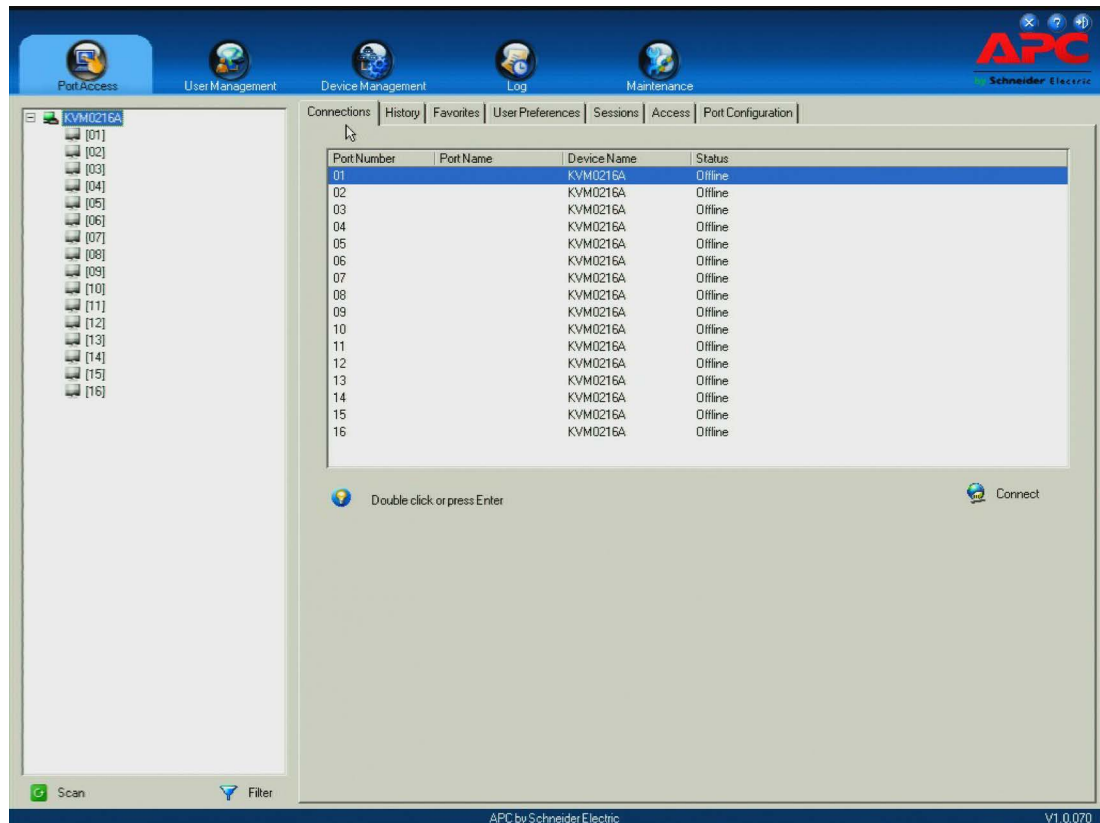 APC
by Schneider Electric
Port Access User Management Device Management Log Maintenance
KVM0216A
[01]
[02]
[03]
[04]
[05]
[06]
[07]
[08]
[09]
[10]
[11]
[12]
[13]
[14]
[15]
[16]
Scan Filter
Connections History Favorites User Preferences Sessions Access Port Configuration
Port Number Port Name Device Name Status
01 KVM0216A Offline
02 KVM0216A Offline
03 KVM0216A Offline
04 KVM0216A Offline
05 KVM0216A Offline
06 KVM0216A Offline
07 KVM0216A Offline
08 KVM0216A Offline
09 KVM0216A Offline
10 KVM0216A Offline
11 KVM0216A Offline
12 KVM0216A Offline
13 KVM0216A Offline
14 KVM0216A Offline
15 KVM0216A Offline
16 KVM0216A Offline
Double click or press Enter
Connect
APC by Schneider Electric V1.0.070